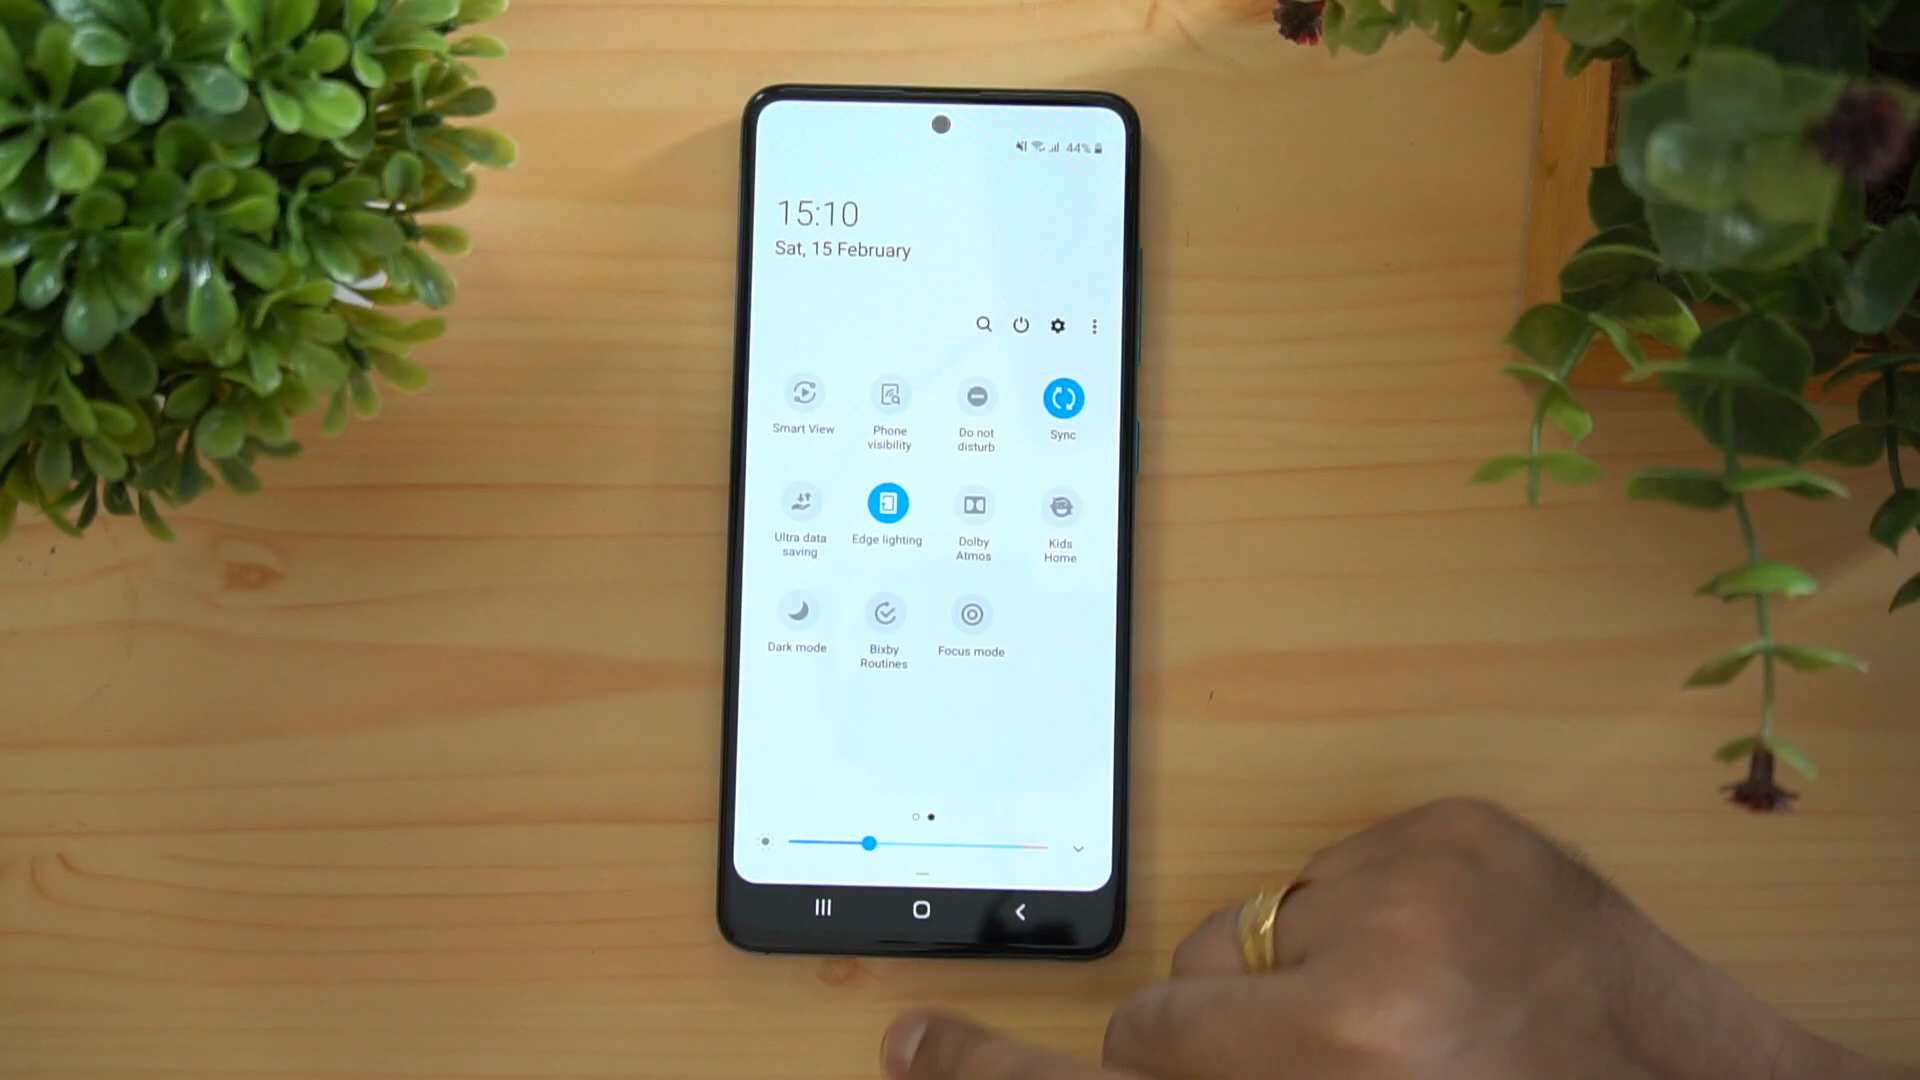 44%
15:10
Sat, 15 February
Smart View
Phone
visibility
Do not
disturb
Sync
Ultra data
saving
Edge lighting
Dolby
Atmos
Kids
Home
Dark mode
Bixby
Routines
Focus mode